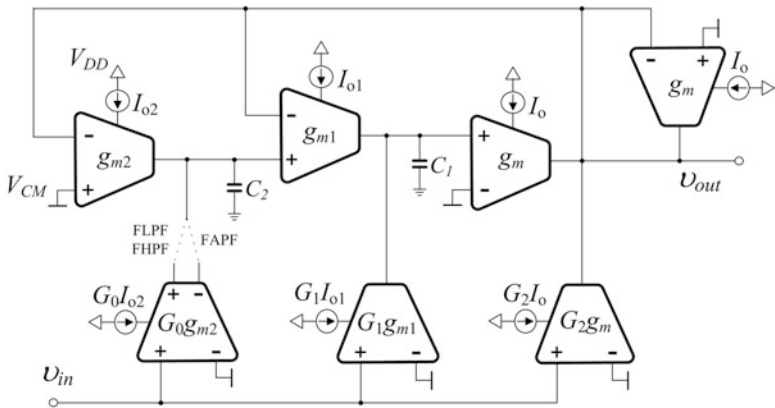 V_DD
I_o2
I_o1
I_o
- +
I_o
g_m
-
g_m2
+
V_CM
-
g_m1
+
+
g_m
-
C_2
C_1
υ_out
FLPF
FHPF
FAPF
+ -
G_0I_o2
G_0g_m2
+ -
G_1I_o1
G_1g_m1
+ -
G_2I_o
G_2g_m
+ -
υ_in